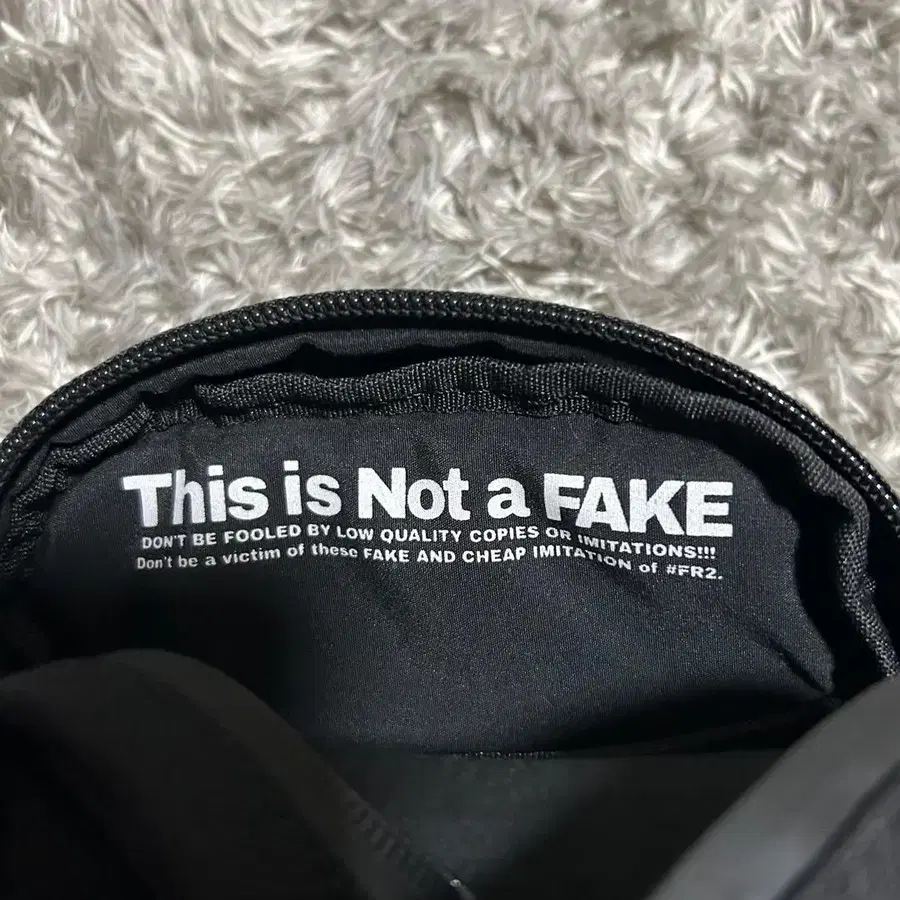 This is Not a FAKE
DON'T BE FOOLED BY LOW QUALITY COPIES OR IMITATIONS!!!
Don't be a victim of these FAKE AND CHEAP IMITATION of #FR2.